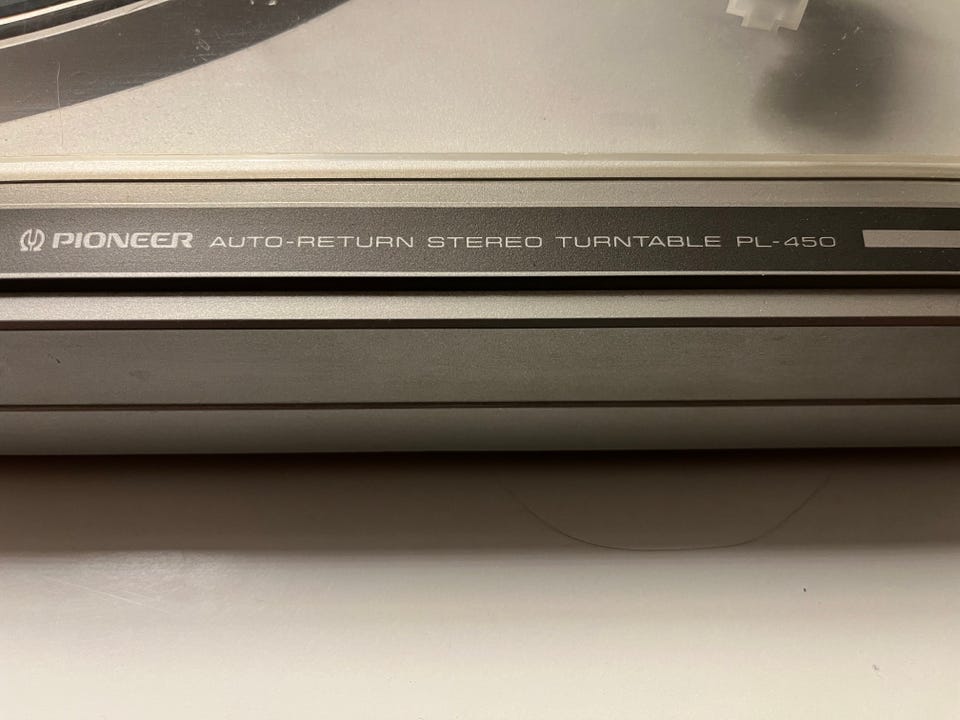 PIONEER AUTO-RETURN STEREO TURNTABLE PL-450